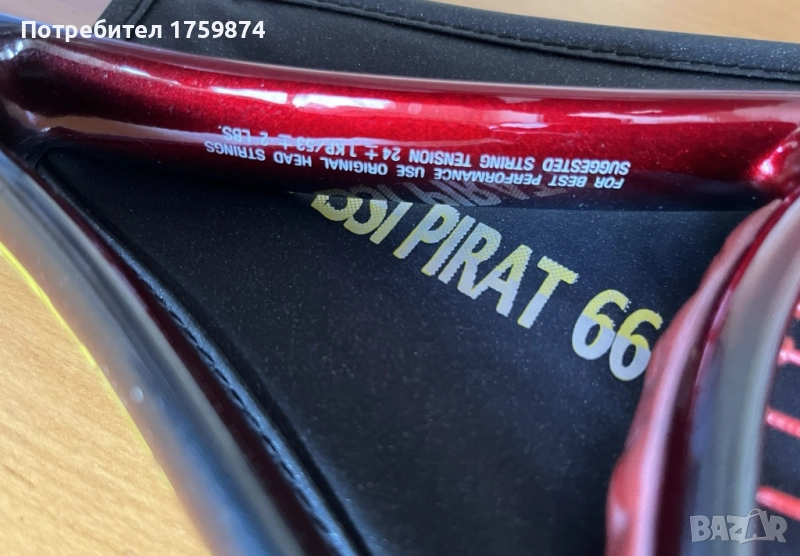 Потребител 1759874
FOR BEST PERFORMANCE USE ORIGINAL HEAD STRINGS
SUGGESTED STRING TENSION 24 ± 1 KP/53 ± 2 LBS.
PIRAT 66
BAZAR